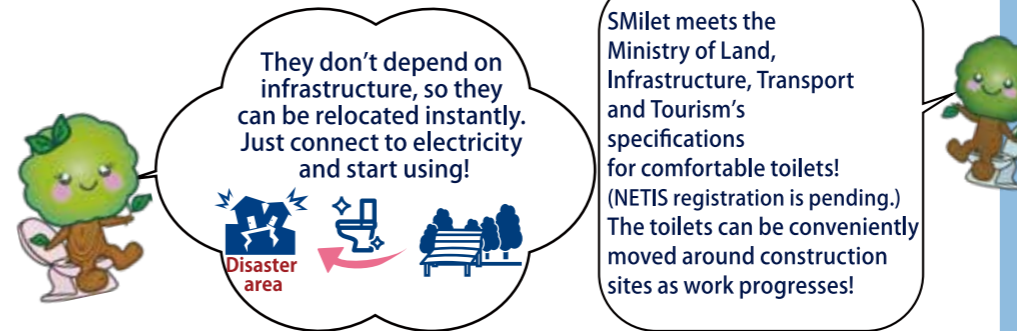 They don't depend on
infrastructure, so they
can be relocated instantly.
Just connect to electricity
and start using!
Disaster
area
SMilet meets the
Ministry of Land,
Infrastructure, Transport
and Tourism's
specifications
for comfortable toilets!
(NETIS registration is pending.)
The toilets can be conveniently
moved around construction
sites as work progresses!